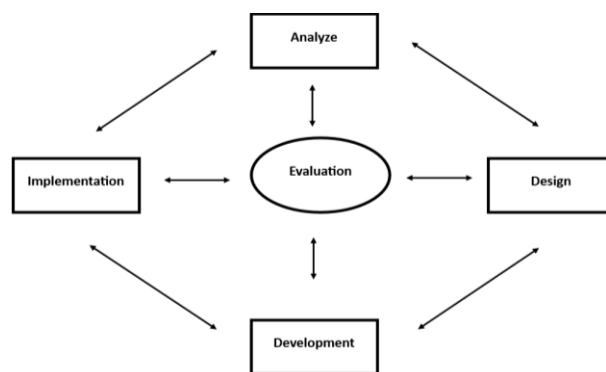 Analyze
Implementation
Evaluation
Design
Development